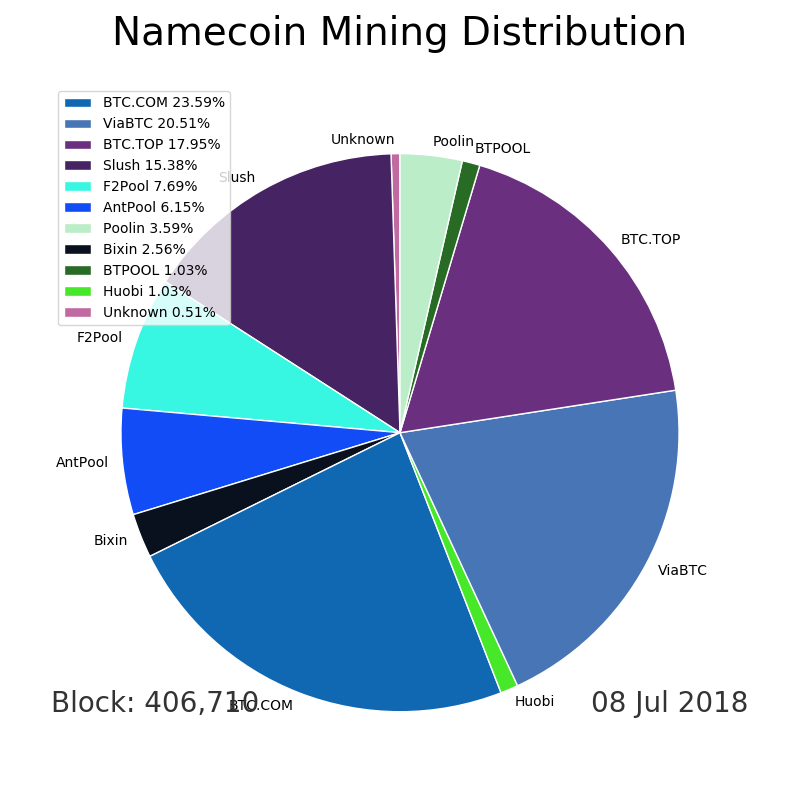 Namecoin Mining Distribution
BTC.COM 23.59%
ViaBTC 20.51%
BTC.TOP 17.95%
Slush 15.38%
F2Pool 7.69%
AntPool 6.15%
Poolin 3.59%
Bixin 2.56%
BTPOOL 1.03%
Huobi 1.03%
Unknown 0.51%
Unknown
Poolin
BTPOOL
Slush
BTC.TOP
F2Pool
AntPool
Bixin
ViaBTC
Huobi
BTC.COM
Block: 406,710
08 Jul 2018